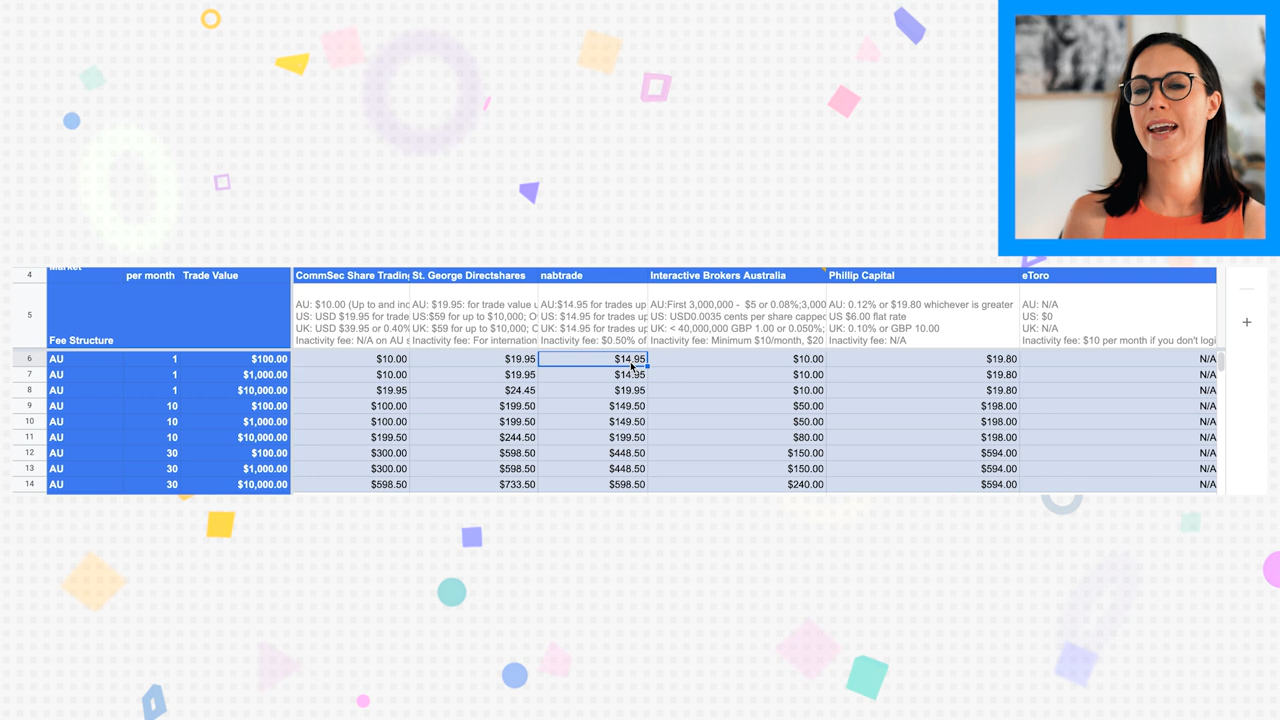 Market
4 per month Trade Value CommSec Share Trading St. George Directshares nabtrade Interactive Brokers Australia Phillip Capital eToro
AU: $10.00 (Up to and inc AU: $19.95: for trade value u AU:$14.95 for trades up AU:First 3,000,000 - $5 or 0.08%;3,000 AU: 0.12% or $19.80 whichever is greater AU: N/A
5 US: USD $19.95 for trade US:$59 for up to $10,000; O US: $14.95 for trades up US: USD0.0035 cents per share capped US $6.00 flat rate US: $0
UK: USD $39.95 or 0.40% UK: $59 for up to $10,000; C UK: $14.95 for trades up UK: < 40,000,000 GBP 1.00 or 0.050%; UK: 0.10% or GBP 10.00 UK: N/A
Fee Structure Inactivity fee: N/A on AU s Inactivity fee: For internation Inactivity fee: $0.50% of Inactivity fee: Minimum $10/month, $20 Inactivity fee: N/A Inactivity fee: $10 per month if you don't logi
6 AU 1 $100.00 $10.00 $19.95 $14.95 $10.00 $19.80 N/A
7 AU 1 $1,000.00 $10.00 $19.95 $14.95 $10.00 $19.80 N/A
8 AU 1 $10,000.00 $19.95 $24.45 $19.95 $10.00 $19.80 N/A
9 AU 10 $100.00 $100.00 $199.50 $149.50 $50.00 $198.00 N/A
10 AU 10 $1,000.00 $100.00 $199.50 $149.50 $50.00 $198.00 N/A
11 AU 10 $10,000.00 $199.50 $244.50 $199.50 $80.00 $198.00 N/A
12 AU 30 $100.00 $300.00 $598.50 $448.50 $150.00 $594.00 N/A
13 AU 30 $1,000.00 $300.00 $598.50 $448.50 $150.00 $594.00 N/A
14 AU 30 $10,000.00 $598.50 $733.50 $598.50 $240.00 $594.00 N/A